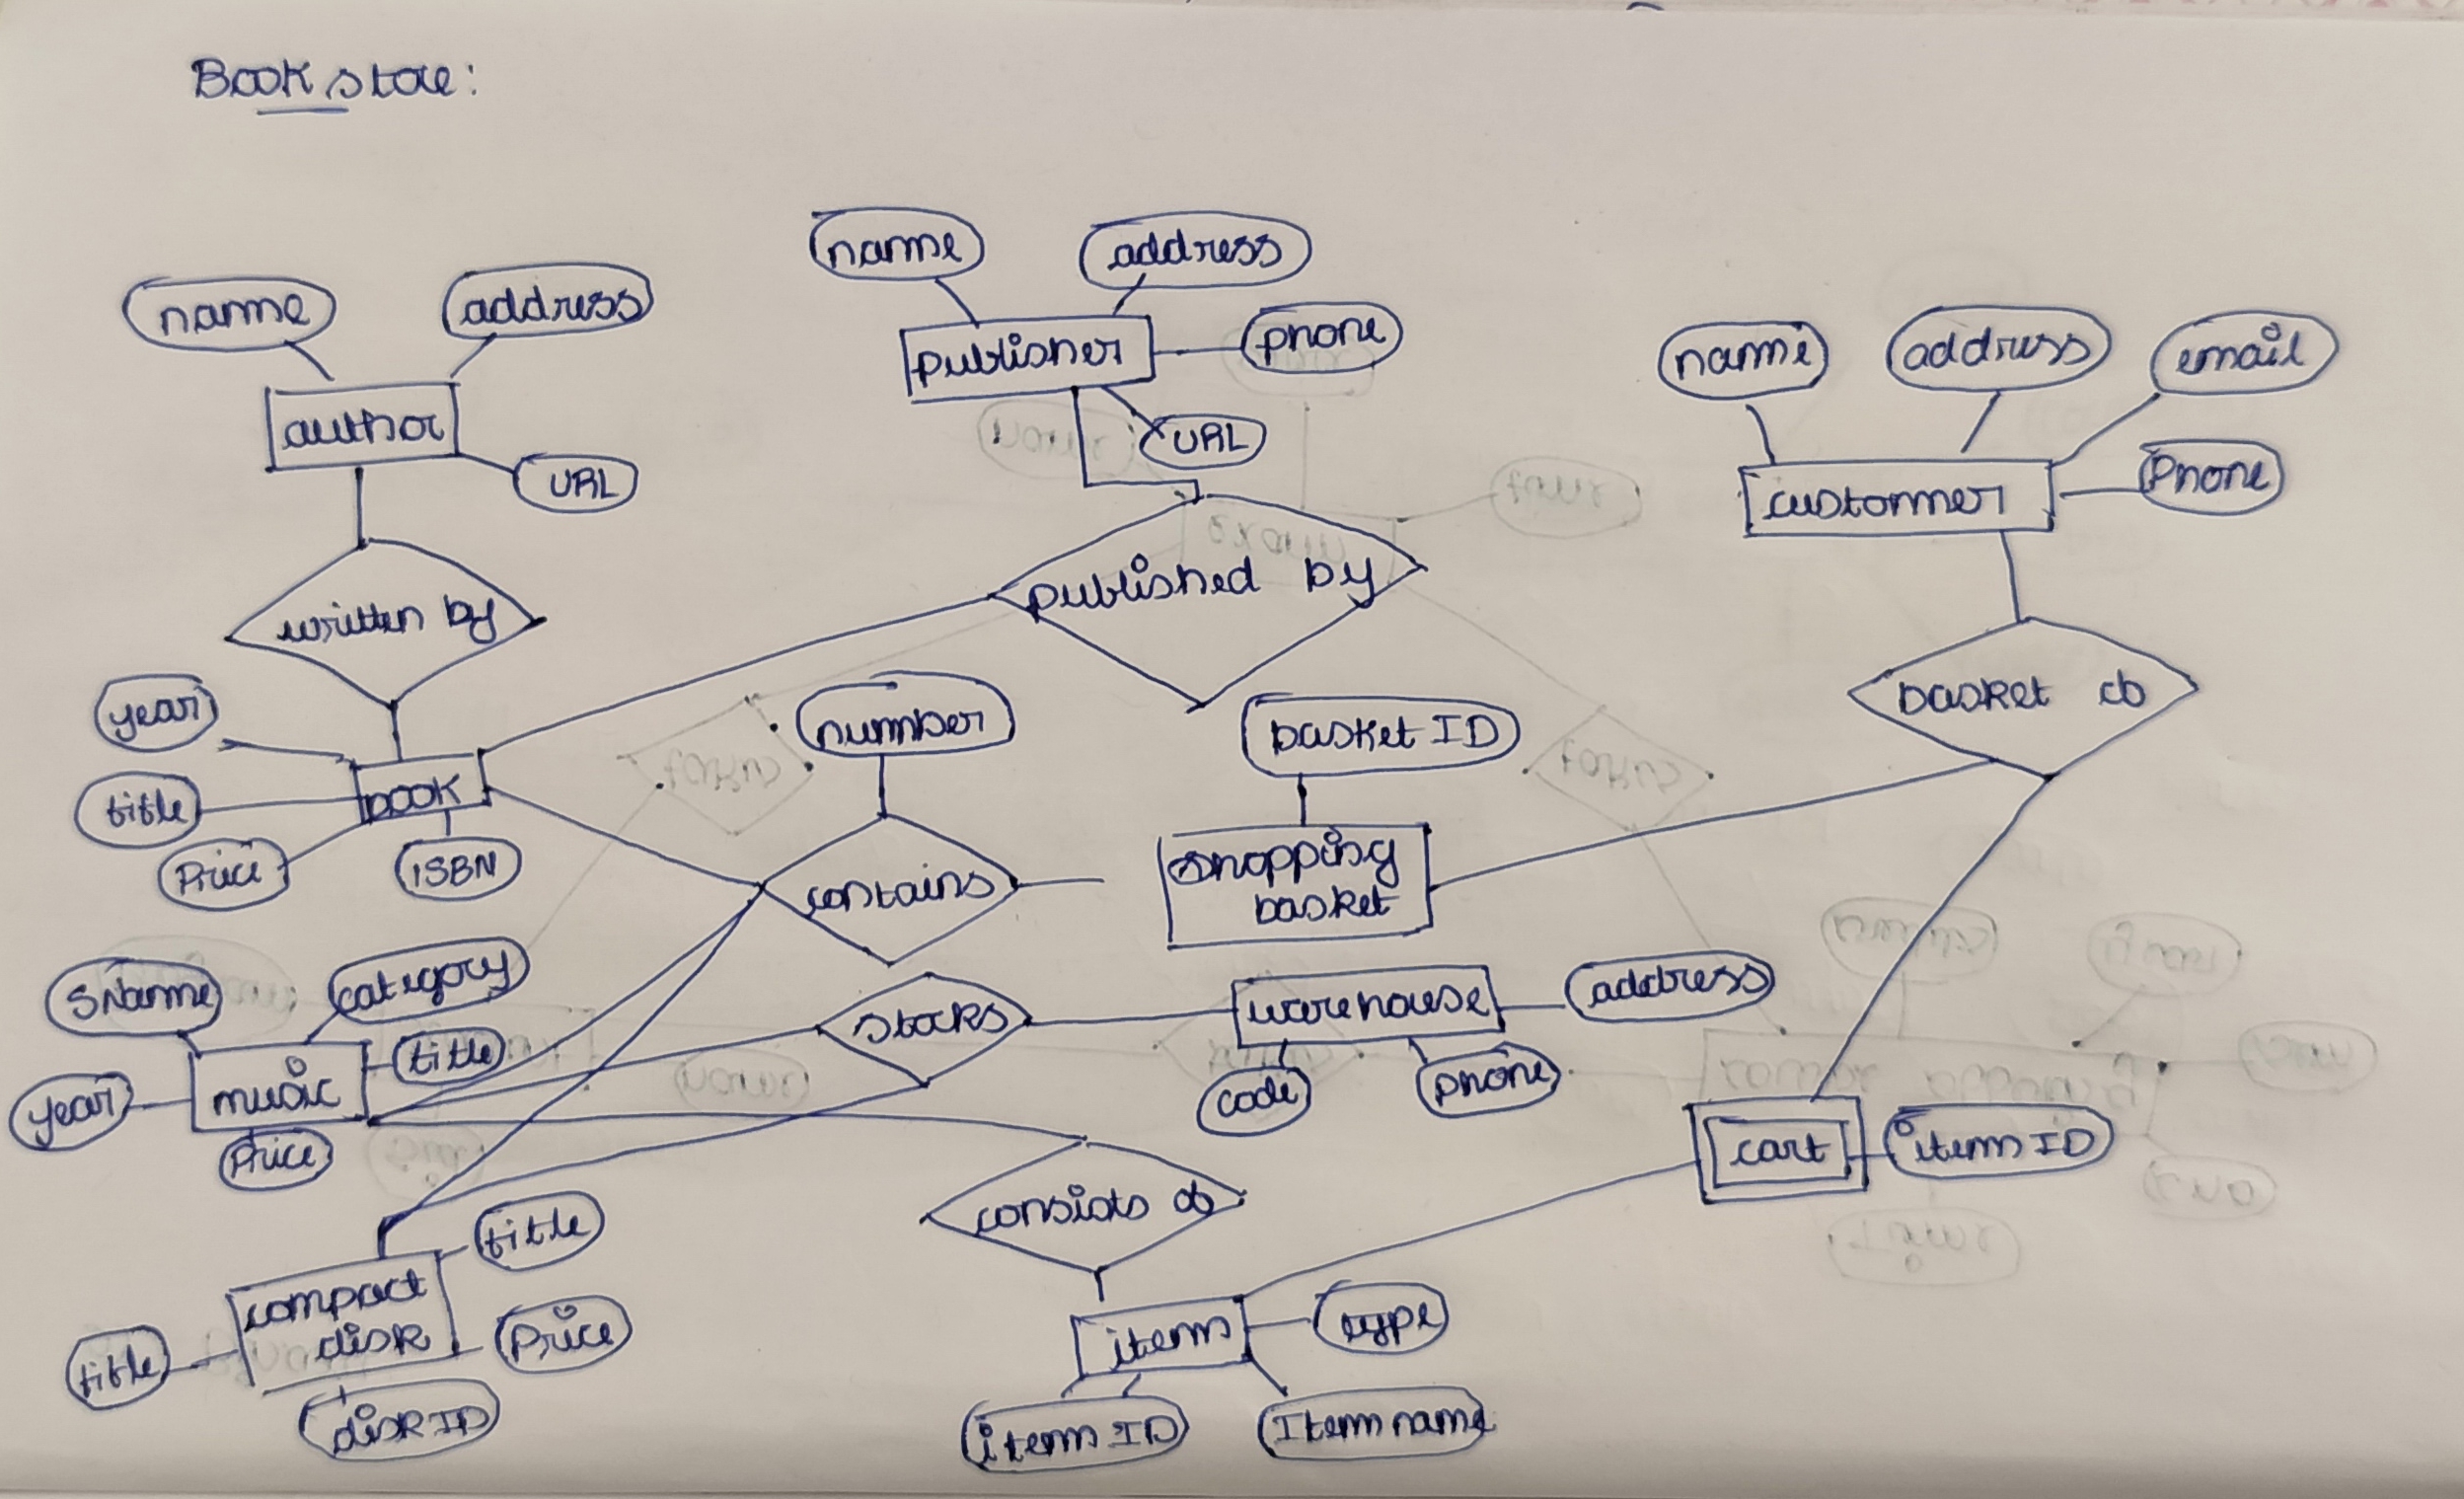 Book store:
name
address
name
address
phone
publisher
author
URL
URL
name
address
email
phone
customer
written by
published by
basket of
year
title
book
Price
ISBN
number
contains
basket ID
shopping
basket
SName
category
title
music
year
Price
stocks
warehouse
address
code
phone
cart
item ID
consists of
title
compact
disk
title
Price
disk ID
item
type
item ID
Item name